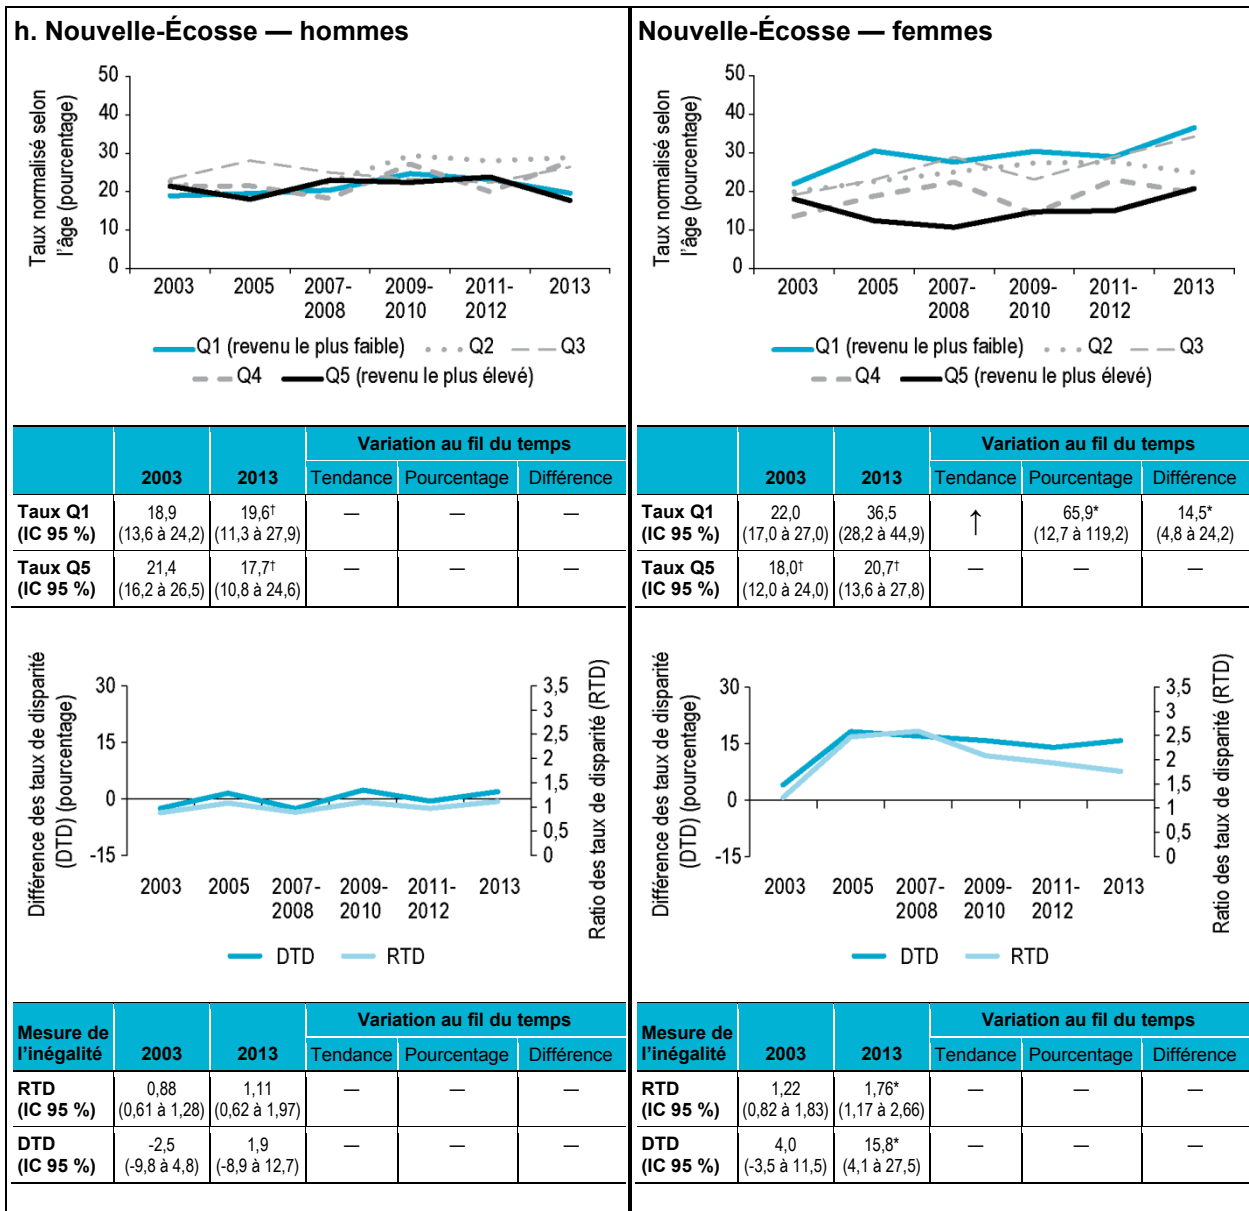 h. Nouvelle-Écosse — hommes
Taux normalisé selon
l'âge (pourcentage)
50
40
30
20
10
0
2003 2005 2007- 2009- 2011- 2013
2008 2010 2012
Q1 (revenu le plus faible) Q2 Q3
Q4 Q5 (revenu le plus élevé)
Variation au fil du temps
2003 2013 Tendance Pourcentage Différence
Taux Q1 18,9 19,6† — — —
(IC 95 %) (13,6 à 24,2) (11,3 à 27,9)
Taux Q5 21,4 17,7† — — —
(IC 95 %) (16,2 à 26,5) (10,8 à 24,6)
Différence des taux de disparité
(DTD) (pourcentage)
30
15
0
-15
3,5
3
2,5
2
1,5
1
0,5
0
Ratio des taux de disparité (RTD)
2003 2005 2007- 2009- 2011- 2013
2008 2010 2012
DTD RTD
Variation au fil du temps
Mesure de
l'inégalité 2003 2013 Tendance Pourcentage Différence
RTD 0,88 1,11 — — —
(IC 95 %) (0,61 à 1,28) (0,62 à 1,97)
DTD -2,5 1,9 — — —
(IC 95 %) (-9,8 à 4,8) (-8,9 à 12,7)
Nouvelle-Écosse — femmes
Taux normalisé selon
l'âge (pourcentage)
50
40
30
20
10
0
2003 2005 2007- 2009- 2011- 2013
2008 2010 2012
Q1 (revenu le plus faible) Q2 Q3
Q4 Q5 (revenu le plus élevé)
Variation au fil du temps
2003 2013 Tendance Pourcentage Différence
Taux Q1 22,0 36,5 ↑ 65,9* 14,5*
(IC 95 %) (17,0 à 27,0) (28,2 à 44,9) (12,7 à 119,2) (4,8 à 24,2)
Taux Q5 18,0† 20,7† — — —
(IC 95 %) (12,0 à 24,0) (13,6 à 27,8)
Différence des taux de disparité
(DTD) (pourcentage)
30
15
0
-15
3,5
3
2,5
2
1,5
1
0,5
0
Ratio des taux de disparité (RTD)
2003 2005 2007- 2009- 2011- 2013
2008 2010 2012
DTD RTD
Variation au fil du temps
Mesure de
l'inégalité 2003 2013 Tendance Pourcentage Différence
RTD 1,22 1,76* — — —
(IC 95 %) (0,82 à 1,83) (1,17 à 2,66)
DTD 4,0 15,8* — — —
(IC 95 %) (-3,5 à 11,5) (4,1 à 27,5)